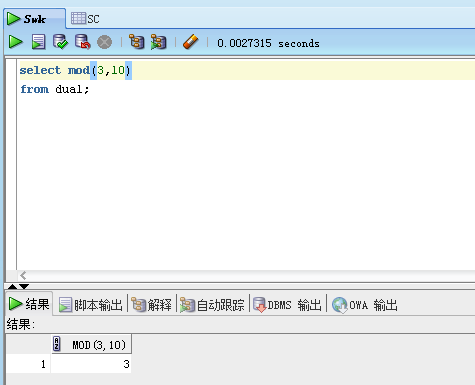 Swk SC
0.0027315 seconds
select mod(3,10)
from dual;
结果 脚本输出 解释 自动跟踪 DBMS 输出 OWA 输出
结果:
MOD(3,10)
1 3